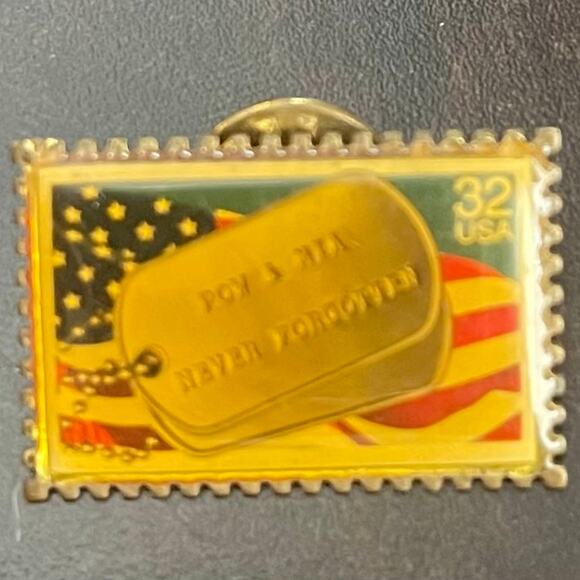 32
USA
POW & MIA
NEVER FORGOTTEN